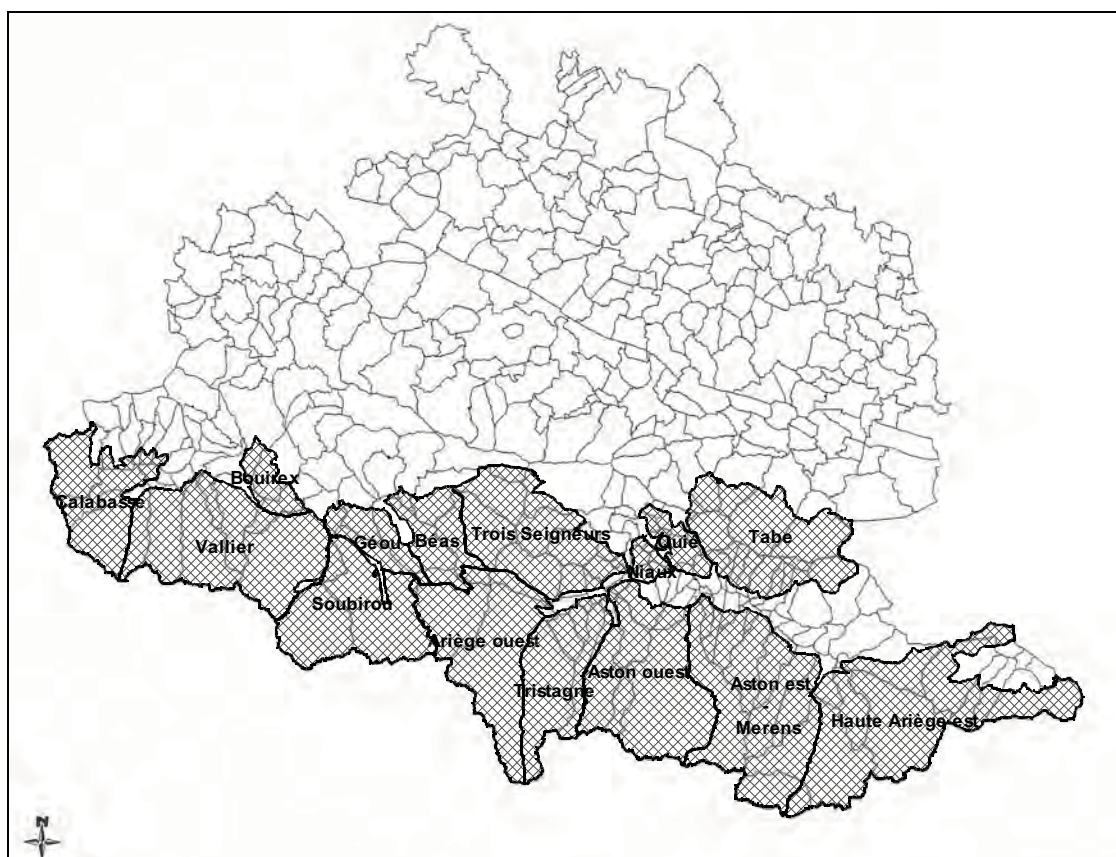 Bouirex
Calabasse
Vallier
Géou
Béas
Trois Seigneurs
Quié
Tabe
Niaux
Soubirou
Ariège ouest
Tristagne
Aston ouest
Aston est
-
Merens
Haute Ariège est
N